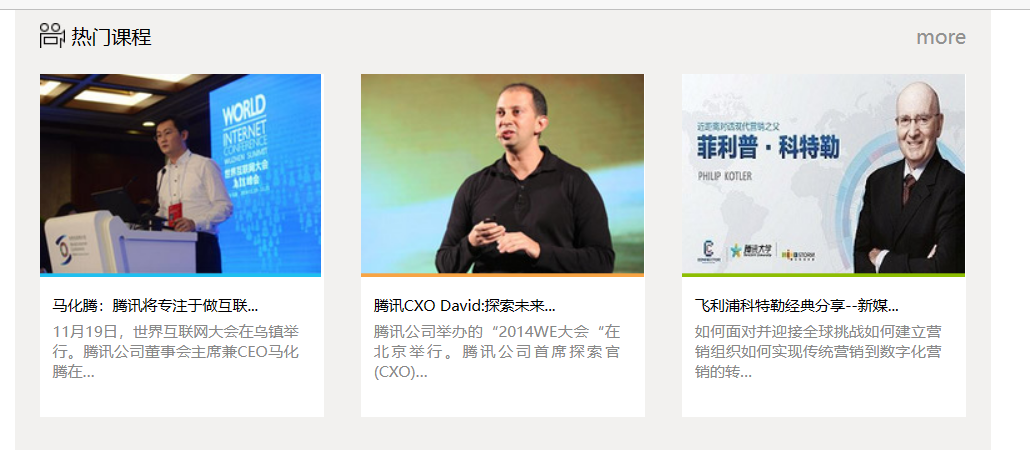 热门课程
more
WORLD
INTERNET
CONFERENCE
WUZHEN SUMMIT
世界互联网大会
乌镇峰会
近距离对话现代营销之父
菲利普·科特勒
PHILIP KOTLER
腾讯大学
马化腾：腾讯将专注于做互联...
11月19日，世界互联网大会在乌镇举
行。腾讯公司董事会主席兼CEO马化
腾在...
腾讯CXO David:探索未来...
腾讯公司举办的“2014WE大会“在
北京举行。腾讯公司首席探索官
(CXO)...
飞利浦科特勒经典分享--新媒...
如何面对并迎接全球挑战如何建立营
销组织如何实现传统营销到数字化营
销的转...